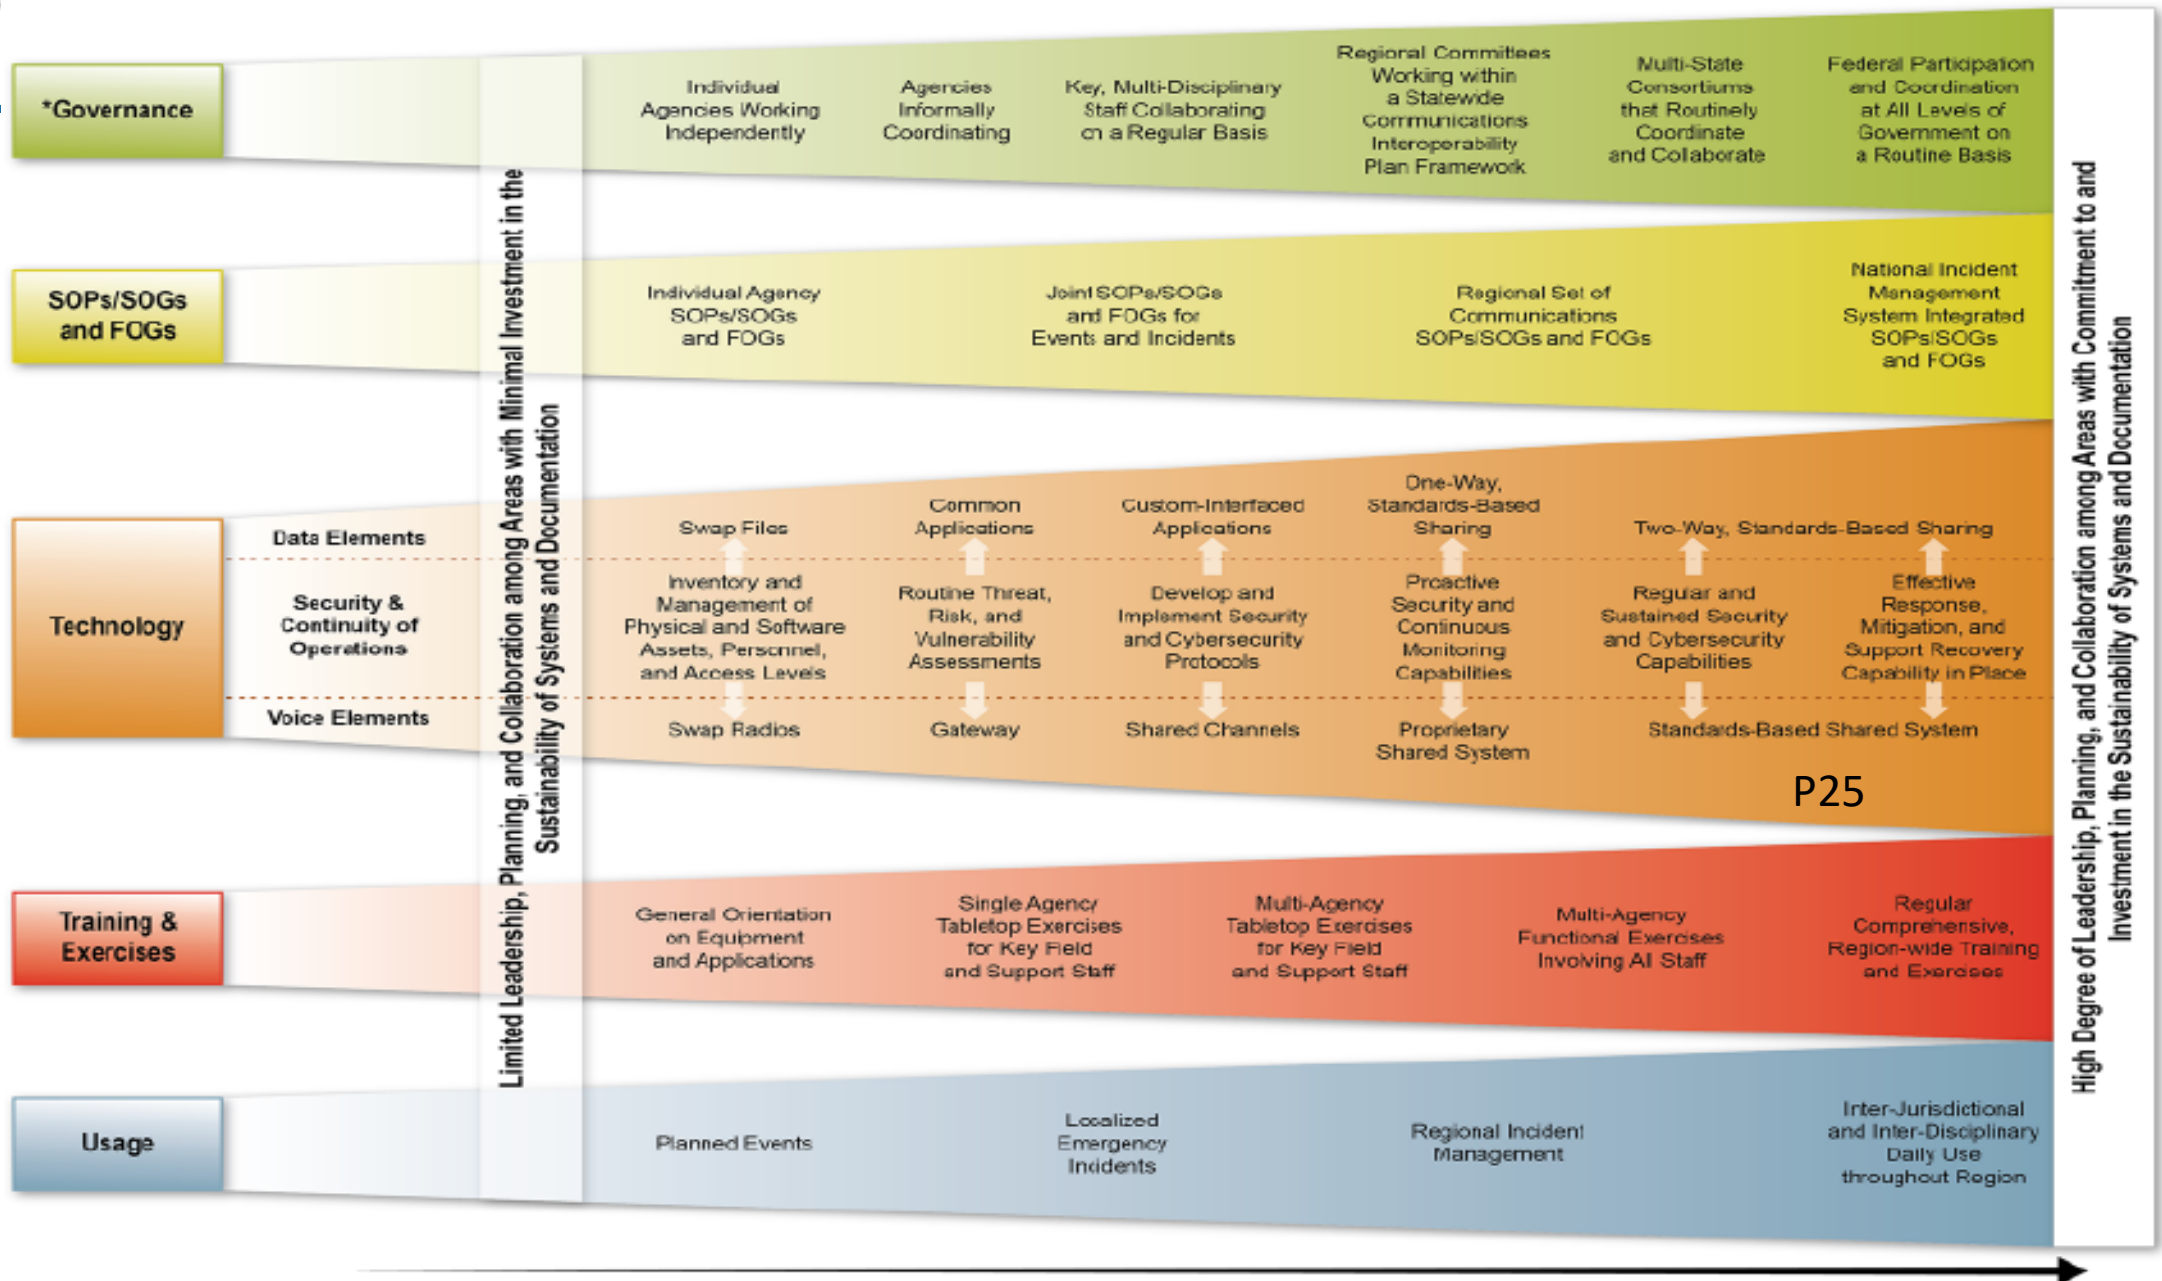 *Governance
Individual
Agencies Working
Independently
Agencies
Informally
Coordinating
Key, Multi-Disciplinary
Staff Collaborating
on a Regular Basis
Regional Committees
Working within
a Statewide
Communications
Interoperability
Plan Framework
Multi-State
Consortiums
that Routinely
Coordinate
and Collaborate
Federal Participation
and Coordination
at All Levels of
Government on
a Routine Basis
SOPs/SOGs
and FOGs
Individual Agency
SOPs/SOGs
and FOGs
Joint SOPs/SOGs
and FOGs for
Events and Incidents
Regional Set of
Communications
SOPs/SOGs and FOGs
National Incident
Management
System Integrated
SOPs/SOGs
and FOGs
Technology
Data Elements
Swap Files
Common
Applications
Custom-Interfaced
Applications
One-Way,
Standards-Based
Sharing
Two-Way, Standards-Based Sharing
Security &
Continuity of
Operations
Inventory and
Management of
Physical and Software
Assets, Personnel,
and Access Levels
Routine Threat,
Risk, and
Vulnerability
Assessments
Develop and
Implement Security
and Cybersecurity
Protocols
Proactive
Security and
Continuous
Monitoring
Capabilities
Regular and
Sustained Security
and Cybersecurity
Capabilities
Effective
Response,
Mitigation, and
Support Recovery
Capability in Place
Voice Elements
Swap Radios
Gateway
Shared Channels
Proprietary
Shared System
Standards-Based Shared System
P25
Training &
Exercises
General Orientation
on Equipment
and Applications
Single Agency
Tabletop Exercises
for Key Field
and Support Staff
Multi-Agency
Tabletop Exercises
for Key Field
and Support Staff
Multi-Agency
Functional Exercises
Involving All Staff
Regular
Comprehensive,
Region-wide Training
and Exercises
Usage
Planned Events
Localized
Emergency
Incidents
Regional Incident
Management
Inter-Jurisdictional
and Inter-Disciplinary
Daily Use
throughout Region
Limited Leadership, Planning, and Collaboration among Areas with Minimal Investment in the
Sustainability of Systems and Documentation
High Degree of Leadership, Planning, and Collaboration among Areas with Commitment to and
Investment in the Sustainability of Systems and Documentation